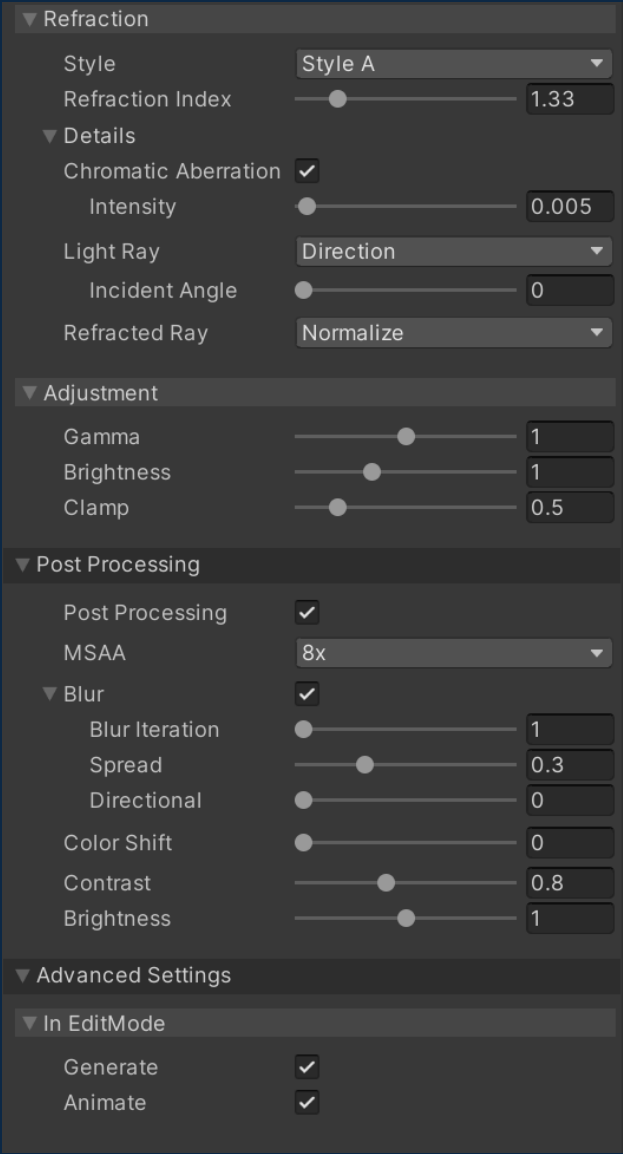 Refraction
Style Style A
Refraction Index 1.33
Details
Chromatic Aberration
Intensity 0.005
Light Ray Direction
Incident Angle 0
Refracted Ray Normalize
Adjustment
Gamma 1
Brightness 1
Clamp 0.5
Post Processing
Post Processing
MSAA 8x
Blur
Blur Iteration 1
Spread 0.3
Directional 0
Color Shift 0
Contrast 0.8
Brightness 1
Advanced Settings
In EditMode
Generate
Animate